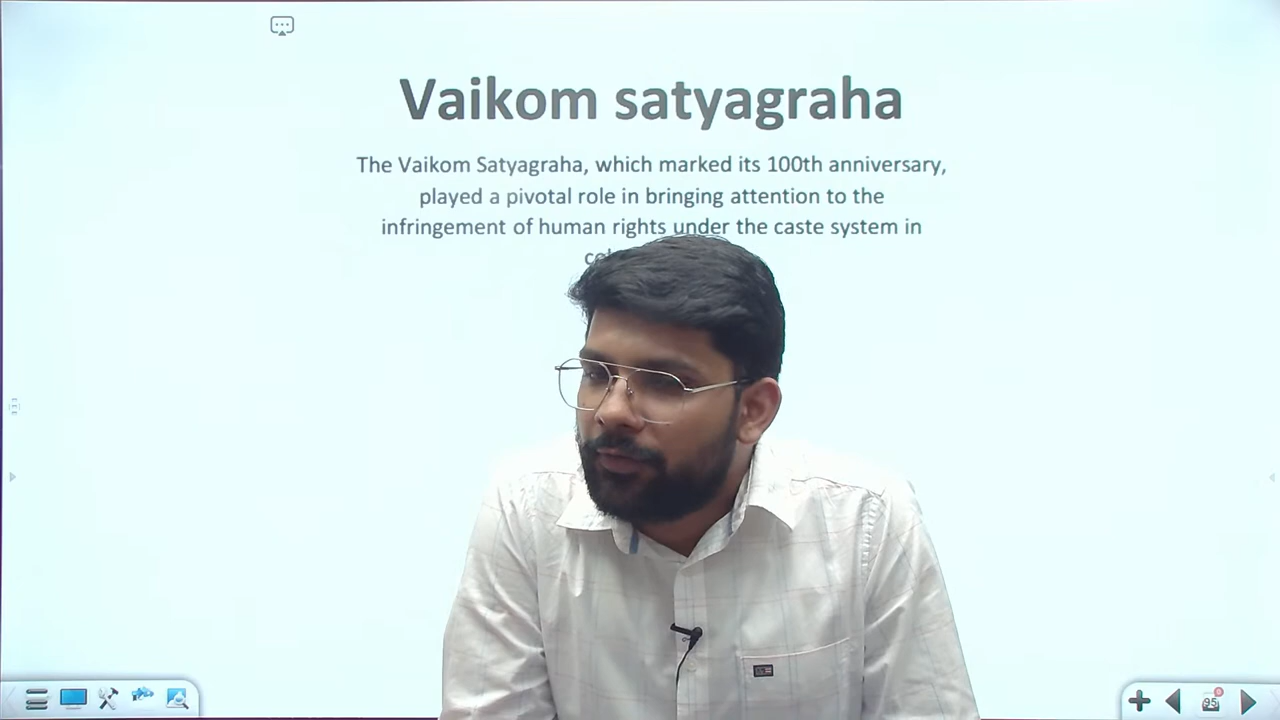 Vaikom satyagraha
The Vaikom Satyagraha, which marked its 100th anniversary,
played a pivotal role in bringing attention to the
infringement of human rights under the caste system in
95